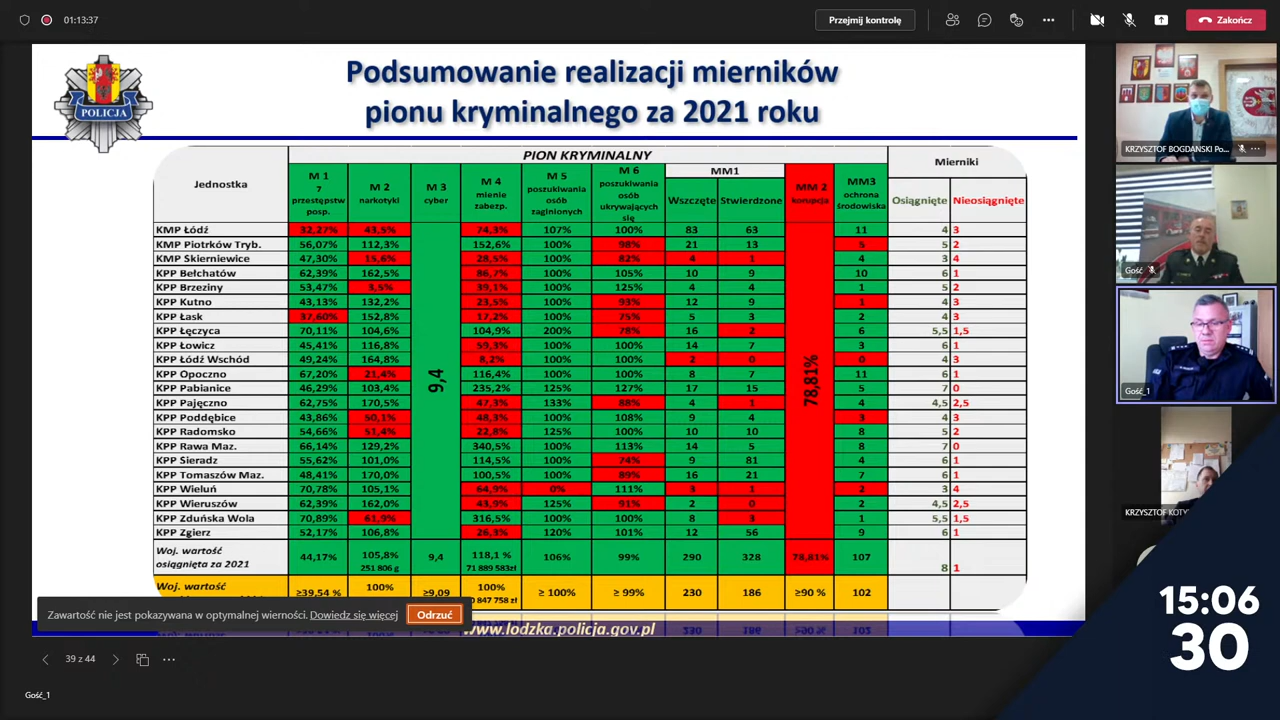 01:13:37
Przejmij kontrolę
Zakończ
POLICJA
Podsumowanie realizacji mierników
pionu kryminalnego za 2021 roku
Jednostka
PION KRYMINALNY
Mierniki
M 1 7 przestępstw posp.
M 2 narkotyki
M 3 cyber
M 4 mienie zabezp.
M 5 poszukiwania osób zaginionych
M 6 poszukiwania osób ukrywających się
MM1
Wszczęte Stwierdzone
MM 2 korupcja
MM3 ochrona środowiska
Osiągnięte Nieosiągnięte
KMP Łódź 32,27% 43,5% 74,3% 107% 100% 83 63 11 4 3
KMP Piotrków Tryb. 56,07% 112,3% 152,6% 100% 98% 21 13 5 5 2
KMP Skierniewice 47,30% 15,6% 28,5% 100% 82% 4 1 4 3 4
KPP Bełchatów 62,39% 162,5% 86,7% 100% 105% 10 9 10 6 1
KPP Brzeziny 53,47% 3,5% 39,1% 100% 125% 4 4 1 5 2
KPP Kutno 43,13% 132,2% 23,5% 100% 93% 12 9 1 4 3
KPP Łask 37,60% 152,8% 17,2% 100% 75% 5 3 2 4 3
KPP Łęczyca 70,11% 104,6% 104,9% 200% 78% 16 2 6 5,5 1,5
KPP Łowicz 45,41% 116,8% 59,3% 100% 100% 14 7 3 6 1
KPP Łódź Wschód 49,24% 164,8% 8,2% 100% 100% 2 0 0 4 3
KPP Opoczno 67,20% 21,4% 116,4% 100% 100% 8 7 11 6 1
KPP Pabianice 46,29% 103,4% 235,2% 125% 127% 17 15 5 7 0
KPP Pajęczno 62,75% 170,5% 47,3% 133% 88% 4 1 4 4,5 2,5
KPP Poddębice 43,86% 50,1% 48,3% 100% 108% 9 4 3 4 3
KPP Radomsko 54,66% 51,4% 22,8% 125% 100% 10 10 8 5 2
KPP Rawa Maz. 66,14% 129,2% 340,5% 100% 113% 14 5 8 7 0
KPP Sieradz 55,62% 101,0% 114,5% 100% 74% 9 81 4 6 1
KPP Tomaszów Maz. 48,41% 170,0% 100,5% 100% 89% 16 21 7 6 1
KPP Wieluń 70,78% 105,1% 64,9% 0% 111% 3 1 2 3 4
KPP Wieruszów 62,39% 162,0% 43,9% 125% 91% 2 0 2 4,5 2,5
KPP Zduńska Wola 70,89% 61,9% 316,5% 100% 100% 8 3 1 5,5 1,5
KPP Zgierz 52,17% 106,8% 26,3% 120% 101% 12 56 9 6 1
9,4
78,81%
Woj. wartość osiągnięta za 2021 44,17% 105,8% 251 806 g 9,4 118,1 % 71 889 583zł 106% 99% 290 328 78,81% 107 8 1
Woj. wartość ≥39,54 % 100% ≥9,09 100% 847 758 zł ≥ 100% ≥ 99% 230 186 ≥90 % 102
Zawartość nie jest pokazywana w optymalnej wierności. Dowiedz się więcej
Odrzuć
www.lodzka.policja.gov.pl
39 z 44
Gość_1
KRZYSZTOF BOGDAŃSKI Po...
Gość
Gość_1
KRZYSZTOF KOTY
15:06
30